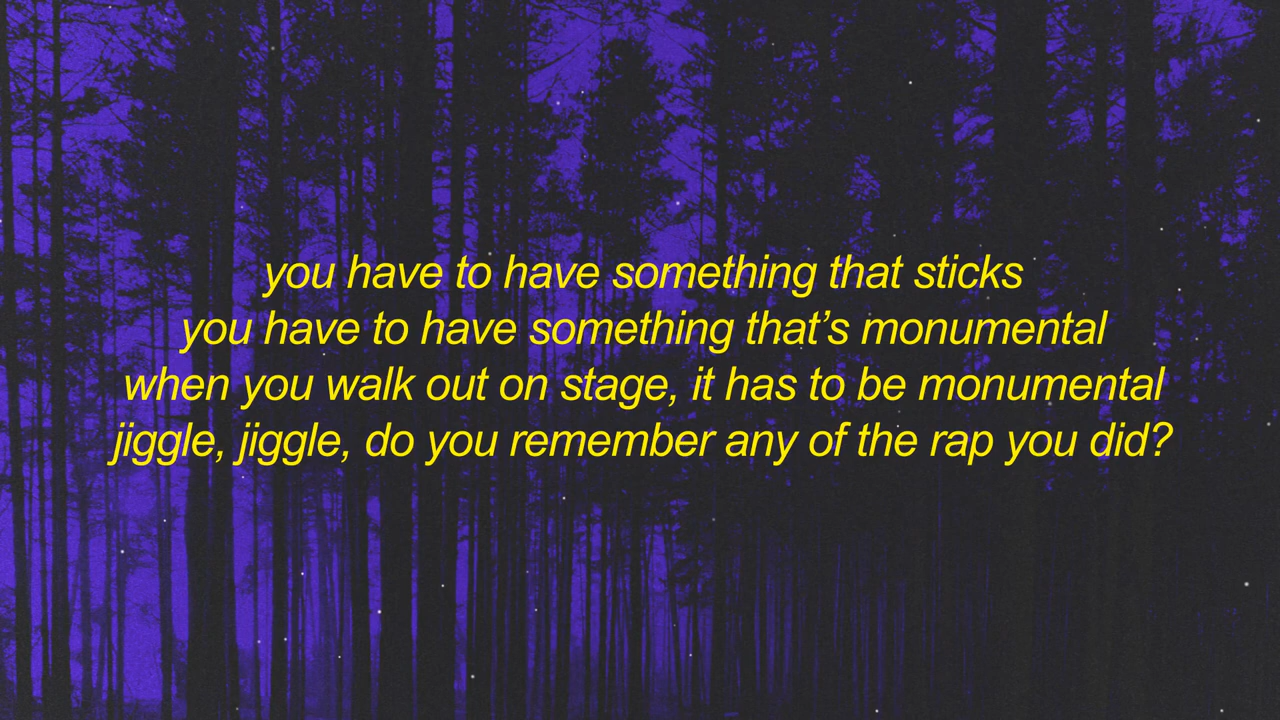 you have to have something that sticks
you have to have something that’s monumental
when you walk out on stage, it has to be monumental
jiggle, jiggle, do you remember any of the rap you did?